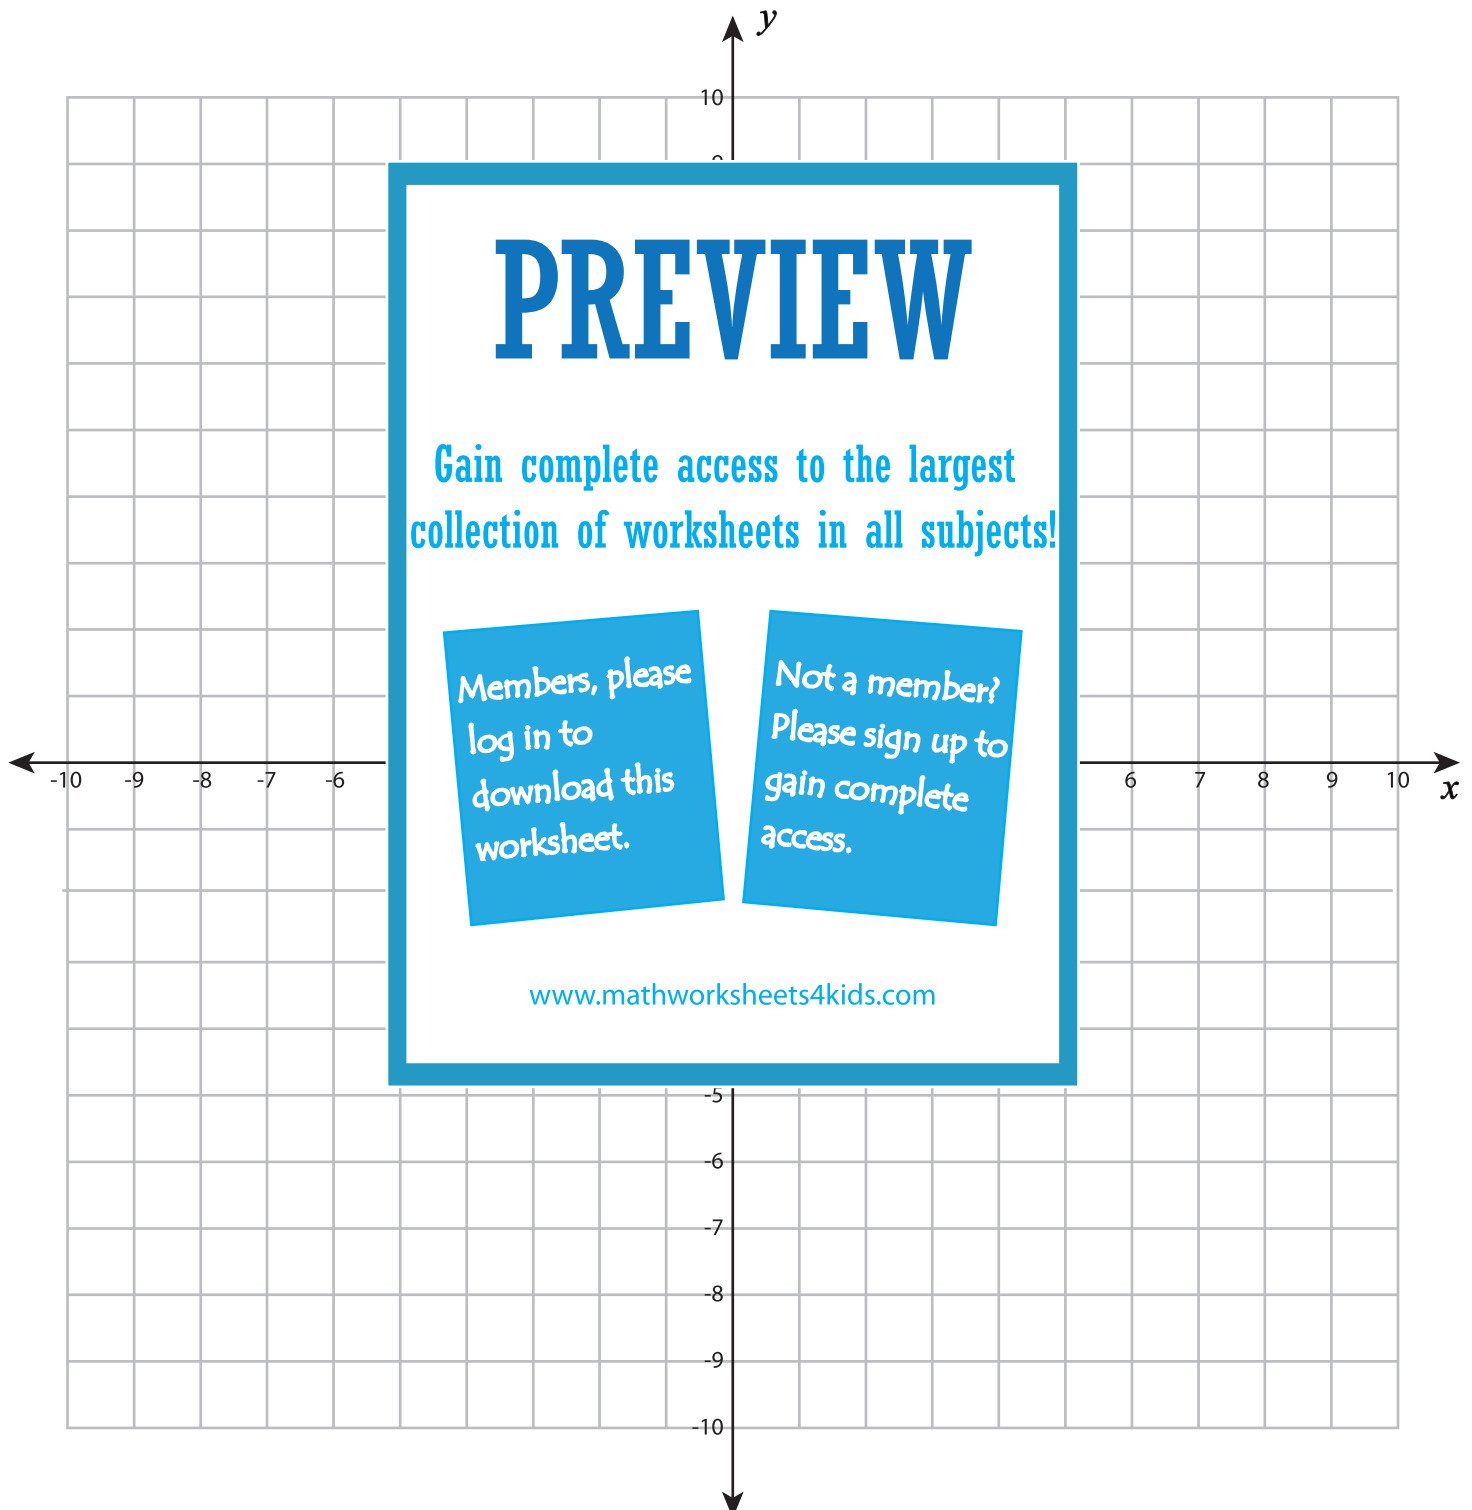 y
10
9
PREVIEW
Gain complete access to the largest
collection of worksheets in all subjects!
Members, please
log in to
download this
worksheet.
Not a member?
Please sign up to
gain complete
access.
-10 -9 -8 -7 -6 6 7 8 9 10
x
www.mathworksheets4kids.com
-5
-6
-7
-8
-9
-10